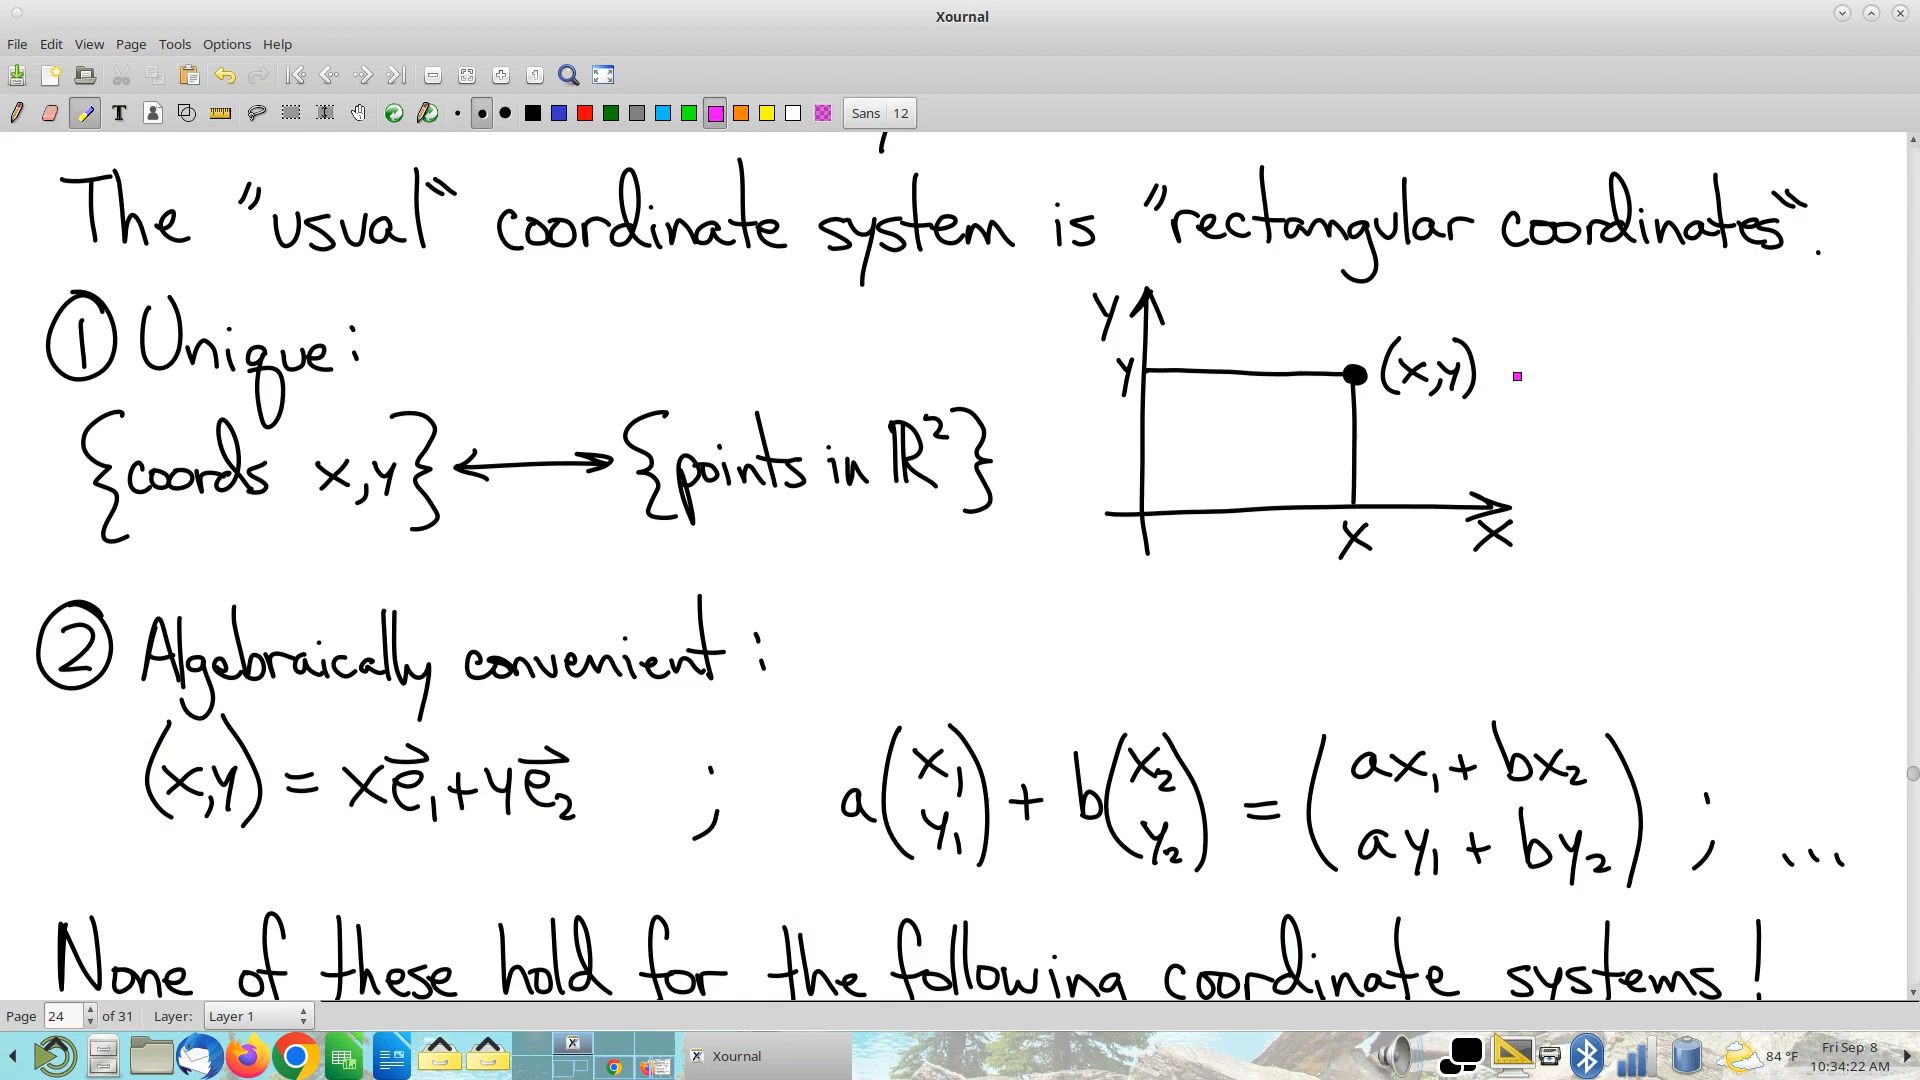 Xournal
File Edit View Page Tools Options Help
Sans 12
The "usual" coordinate system is "rectangular coordinates".
① Unique:
{coords x,y} ⟷ {points in ℝ²}
y
y
(x,y)
x
x
② Algebraically convenient:
(x,y) = xe⃗₁+ye⃗₂ ; a(x₁ y₁) + b(x₂ y₂) = (ax₁ + bx₂ ay₁ + by₂) ; ...
None of these hold for the following coordinate systems!
Page 24 of 31 Layer: Layer 1
Xournal
84 °F
Fri Sep 8
10:34:22 AM